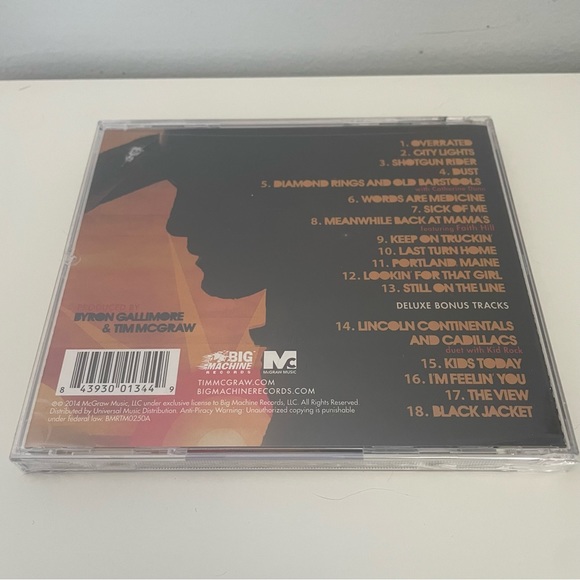 1. OVERRATED
2. CITY LIGHTS
3. SHOTGUN RIDER
4. DUST
5. DIAMOND RINGS AND OLD BARSTOOLS
with Catherine Dunn
6. WORDS ARE MEDICINE
7. SICK OF ME
8. MEANWHILE BACK AT MAMA'S
featuring Faith Hill
9. KEEP ON TRUCKIN'
10. LAST TURN HOME
11. PORTLAND, MAINE
12. LOOKIN' FOR THAT GIRL
13. STILL ON THE LINE
DELUXE BONUS TRACKS
14. LINCOLN CONTINENTALS
AND CADILLACS
duet with Kid Rock
15. KIDS TODAY
16. I'M FEELIN' YOU
17. THE VIEW
18. BLACK JACKET
PRODUCED BY
BYRON GALLIMORE
& TIM MCGRAW
8 43930 01344 9
BIG
MACHINE
RECORDS
MC
MCGRAW MUSIC
TIMMCGRAW.COM
BIGMACHINERECORDS.COM
℗ © 2014 McGraw Music, LLC under exclusive license to Big Machine Records, LLC. All Rights Reserved.
Distributed by Universal Music Distribution. Anti-Piracy Warning: Unauthorized copying is punishable
under federal law. BMRTM0250A